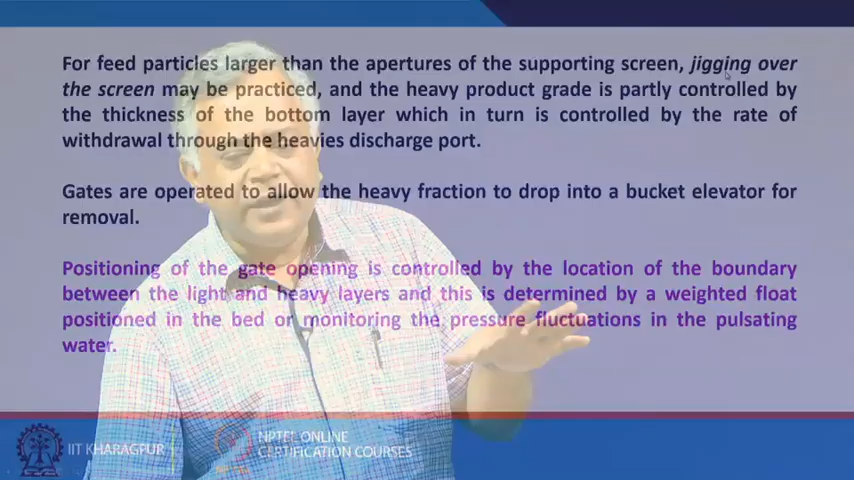 For feed particles larger than the apertures of the supporting screen, jigging over
the screen may be practiced, and the heavy product grade is partly controlled by
the thickness of the bottom layer which in turn is controlled by the rate of
withdrawal through the heavies discharge port.
Gates are operated to allow the heavy fraction to drop into a bucket elevator for
removal.
Positioning of the gate opening is controlled by the location of the boundary
between the light and heavy layers and this is determined by a weighted float
positioned in the bed or monitoring the pressure fluctuations in the pulsating
water.
IIT KHARAGPUR
NPTEL ONLINE
CERTIFICATION COURSES